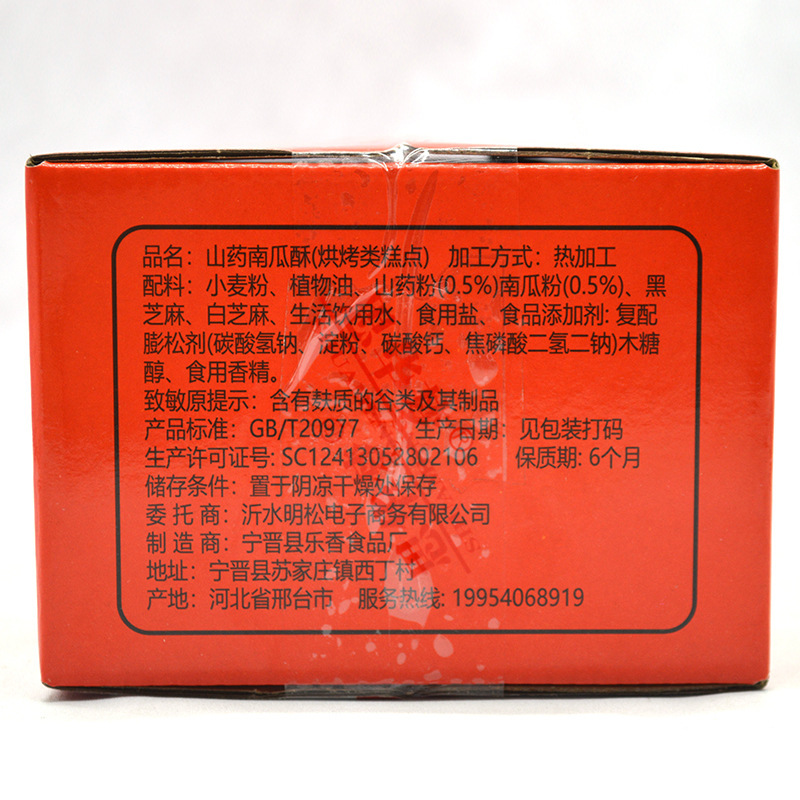 品名：山药南瓜酥(烘烤类糕点) 加工方式：热加工
配料：小麦粉、植物油、山药粉(0.5%)南瓜粉(0.5%)、黑
芝麻、白芝麻、生活饮用水、食用盐、食品添加剂: 复配
膨松剂(碳酸氢钠、淀粉、碳酸钙、焦磷酸二氢二钠)木糖
醇、食用香精。
致敏原提示：含有麸质的谷类及其制品
产品标准：GB/T20977 生产日期：见包装打码
生产许可证号: SC12413052802106 保质期: 6个月
储存条件：置于阴凉干燥处保存
委托商：沂水明松电子商务有限公司
制造商：宁晋县乐香食品厂
地址：宁晋县苏家庄镇西丁村
产地：河北省邢台市 服务热线: 19954068919